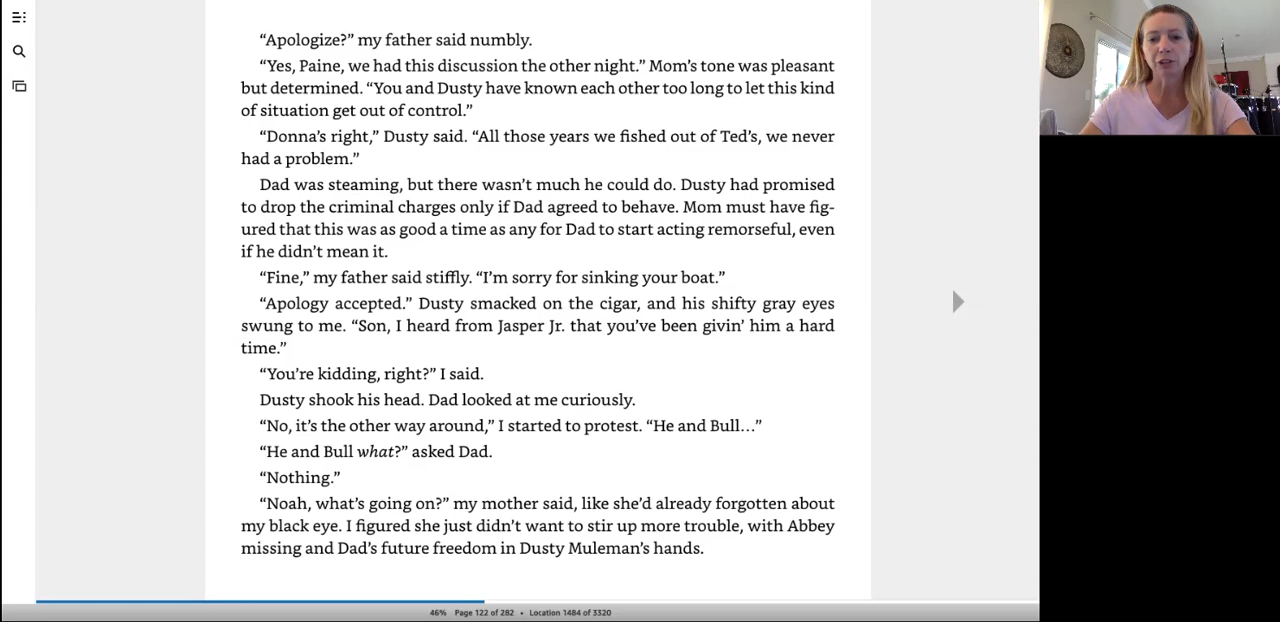 “Apologize?” my father said numbly.
“Yes, Paine, we had this discussion the other night.” Mom’s tone was pleasant
but determined. “You and Dusty have known each other too long to let this kind
of situation get out of control.”
“Donna’s right,” Dusty said. “All those years we fished out of Ted’s, we never
had a problem.”
Dad was steaming, but there wasn’t much he could do. Dusty had promised
to drop the criminal charges only if Dad agreed to behave. Mom must have fig-
ured that this was as good a time as any for Dad to start acting remorseful, even
if he didn’t mean it.
“Fine,” my father said stiffly. “I’m sorry for sinking your boat.”
“Apology accepted.” Dusty smacked on the cigar, and his shifty gray eyes
swung to me. “Son, I heard from Jasper Jr. that you’ve been givin’ him a hard
time.”
“You’re kidding, right?” I said.
Dusty shook his head. Dad looked at me curiously.
“No, it’s the other way around,” I started to protest. “He and Bull…”
“He and Bull what?” asked Dad.
“Nothing.”
“Noah, what’s going on?” my mother said, like she’d already forgotten about
my black eye. I figured she just didn’t want to stir up more trouble, with Abbey
missing and Dad’s future freedom in Dusty Muleman’s hands.
46% Page 122 of 282 • Location 1484 of 3320